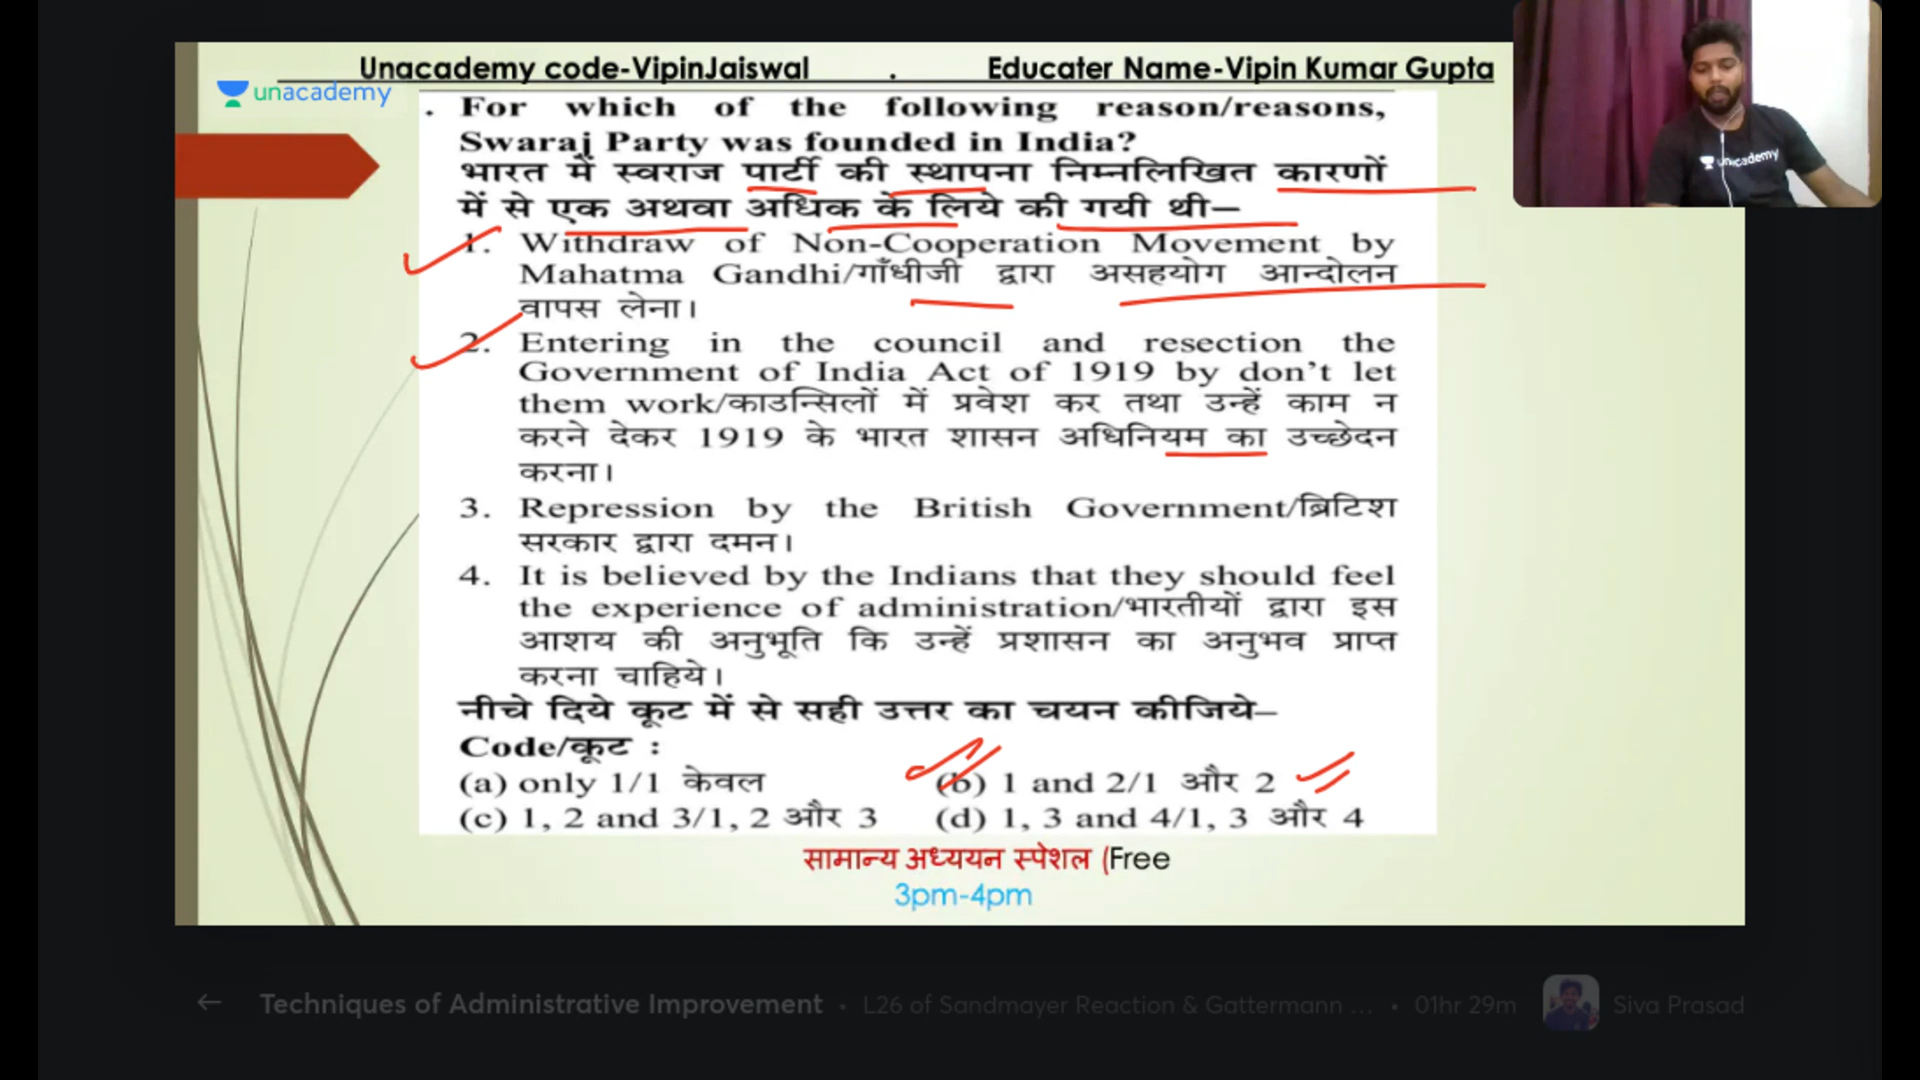 Unacademy code-VipinJaiswal . Educater Name-Vipin Kumar Gupta
unacademy
. For which of the following reason/reasons,
Swaraj Party was founded in India?
भारत में स्वराज पार्टी की स्थापना निम्नलिखित कारणों
में से एक अथवा अधिक के लिये की गयी थी–
1. Withdraw of Non-Cooperation Movement by
Mahatma Gandhi/गाँधीजी द्वारा असहयोग आन्दोलन
वापस लेना।
2. Entering in the council and resection the
Government of India Act of 1919 by don't let
them work/काउन्सिलों में प्रवेश कर तथा उन्हें काम न
करने देकर 1919 के भारत शासन अधिनियम का उच्छेदन
करना।
3. Repression by the British Government/ब्रिटिश
सरकार द्वारा दमन।
4. It is believed by the Indians that they should feel
the experience of administration/भारतीयों द्वारा इस
आशय की अनुभूति कि उन्हें प्रशासन का अनुभव प्राप्त
करना चाहिये।
नीचे दिये कूट में से सही उत्तर का चयन कीजिये–
Code/कूट :
(a) only 1/1 केवल (b) 1 and 2/1 और 2
(c) 1, 2 and 3/1, 2 और 3 (d) 1, 3 and 4/1, 3 और 4
सामान्य अध्ययन स्पेशल (Free
3pm-4pm
unacademy
Techniques of Administrative Improvement • L26 of Sandmayer Reaction & Gattermann ... • 01hr 29m Siva Prasad